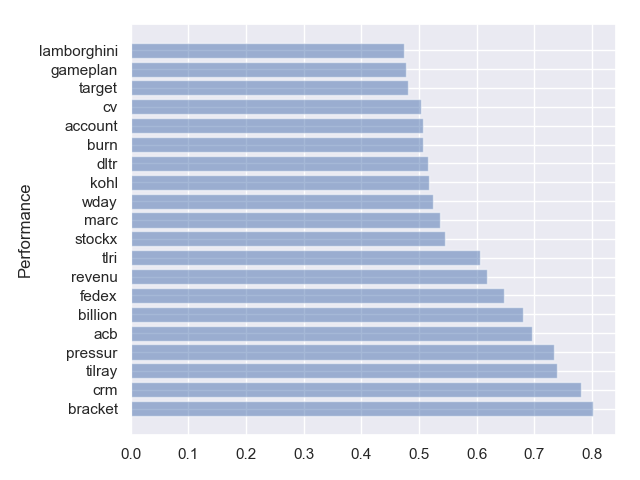 lamborghini
gameplan
target
cv
account
burn
dltr
kohl
wday
marc
stockx
tlri
revenu
fedex
billion
acb
pressur
tilray
crm
bracket
Performance
0.0 0.1 0.2 0.3 0.4 0.5 0.6 0.7 0.8